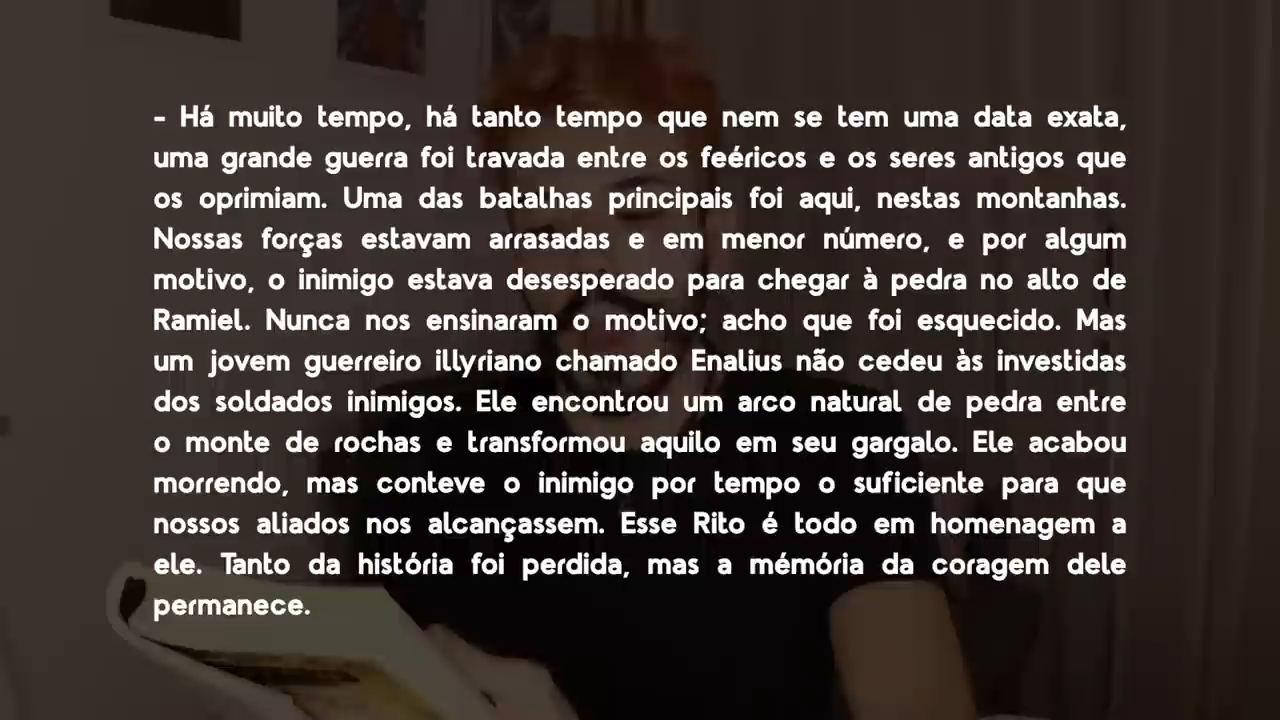 - Há muito tempo, há tanto tempo que nem se tem uma data exata,
uma grande guerra foi travada entre os feéricos e os seres antigos que
os oprimiam. Uma das batalhas principais foi aqui, nestas montanhas.
Nossas forças estavam arrasadas e em menor número, e por algum
motivo, o inimigo estava desesperado para chegar à pedra no alto de
Ramiel. Nunca nos ensinaram o motivo; acho que foi esquecido. Mas
um jovem guerreiro illyriano chamado Enalius não cedeu às investidas
dos soldados inimigos. Ele encontrou um arco natural de pedra entre
o monte de rochas e transformou aquilo em seu gargalo. Ele acabou
morrendo, mas conteve o inimigo por tempo o suficiente para que
nossos aliados nos alcançassem. Esse Rito é todo em homenagem a
ele. Tanto da história foi perdida, mas a mémória da coragem dele
permanece.